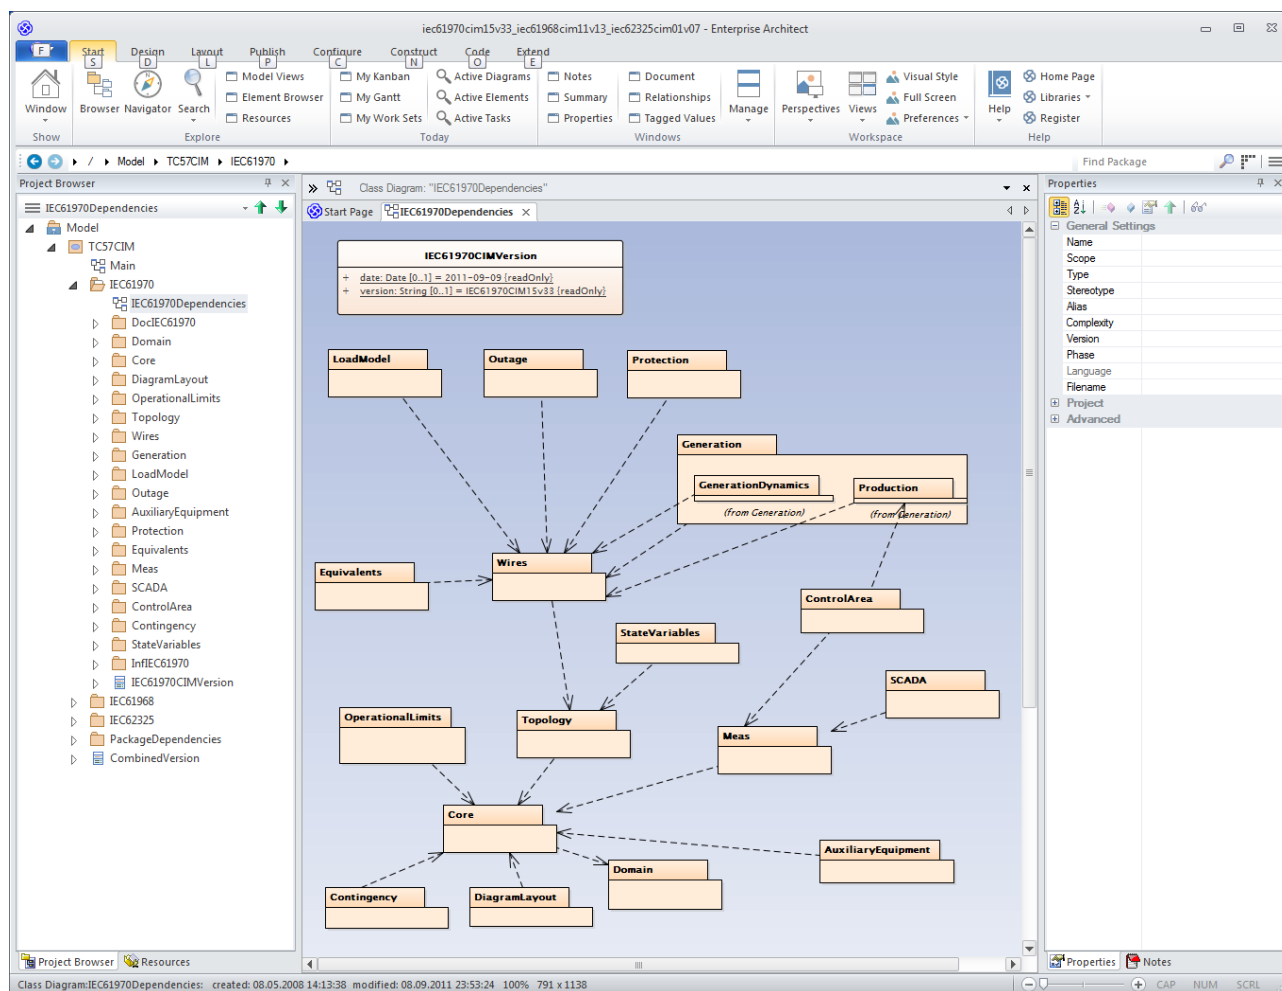 iec61970cim15v33_iec61968cim11v13_iec62325cim01v07 - Enterprise Architect
F
Start Design Layout Publish Configure Construct Code Extend
S D L P C N O E
Window
Show
Browser Navigator Search
Model Views
Element Browser
Resources
Explore
My Kanban
My Gantt
My Work Sets
Active Diagrams
Active Elements
Active Tasks
Today
Notes
Summary
Properties
Document
Relationships
Tagged Values
Manage
Windows
Perspectives Views
Visual Style
Full Screen
Preferences
Workspace
Help
Home Page
Libraries
Register
Help
/ Model TC57CIM IEC61970
Find Package
Project Browser
IEC61970Dependencies
Model
TC57CIM
Main
IEC61970
IEC61970Dependencies
DocIEC61970
Domain
Core
DiagramLayout
OperationalLimits
Topology
Wires
Generation
LoadModel
Outage
AuxiliaryEquipment
Protection
Equivalents
Meas
SCADA
ControlArea
Contingency
StateVariables
InfIEC61970
IEC61970CIMVersion
IEC61968
IEC62325
PackageDependencies
CombinedVersion
Project Browser Resources
Class Diagram: "IEC61970Dependencies"
Start Page IEC61970Dependencies
IEC61970CIMVersion
+ date: Date [0..1] = 2011-09-09 {readOnly}
+ version: String [0..1] = IEC61970CIM15v33 {readOnly}
LoadModel
Outage
Protection
Generation
GenerationDynamics
(from Generation)
Production
(from Generation)
Wires
Equivalents
ControlArea
StateVariables
SCADA
OperationalLimits
Topology
Meas
Core
AuxiliaryEquipment
Domain
Contingency
DiagramLayout
Properties
General Settings
Name
Scope
Type
Stereotype
Alias
Complexity
Version
Phase
Language
Filename
Project
Advanced
Properties Notes
Class Diagram:IEC61970Dependencies: created: 08.05.2008 14:13:38 modified: 08.09.2011 23:53:24 100% 791 x 1138
CAP NUM SCRL